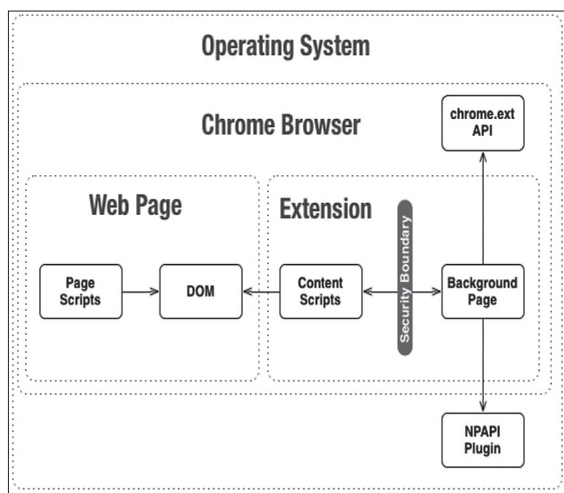 Operating System
Chrome Browser
chrome.ext
API
Web Page
Extension
Page
Scripts
DOM
Content
Scripts
Security Boundary
Background
Page
NPAPI
Plugin